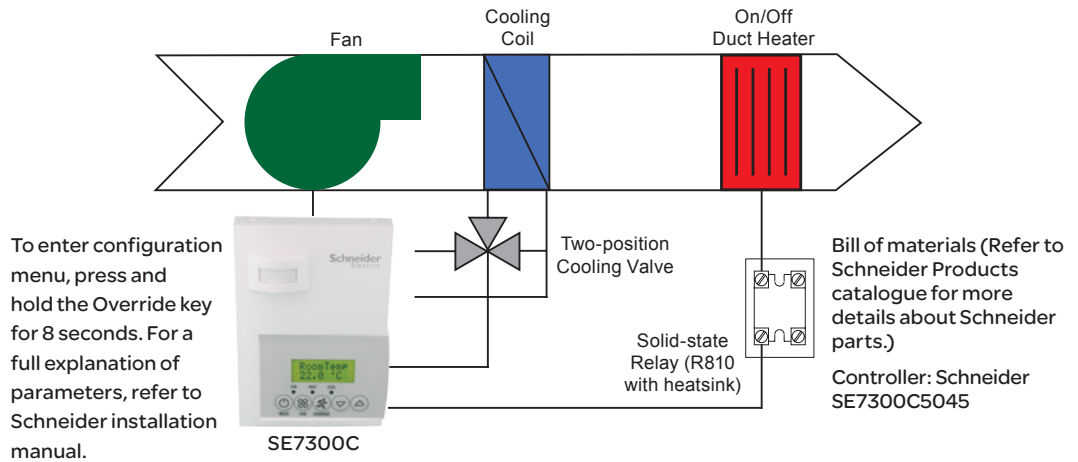 Fan
Cooling
Coil
On/Off
Duct Heater
To enter configuration
menu, press and
hold the Override key
for 8 seconds. For a
full explanation of
parameters, refer to
Schneider installation
manual.
Schneider
Electric
RoomTemp
22.0 °C
SE7300C
Two-position
Cooling Valve
Solid-state
Relay (R810
with heatsink)
Bill of materials (Refer to
Schneider Products
catalogue for more
details about Schneider
parts.)
Controller: Schneider
SE7300C5045